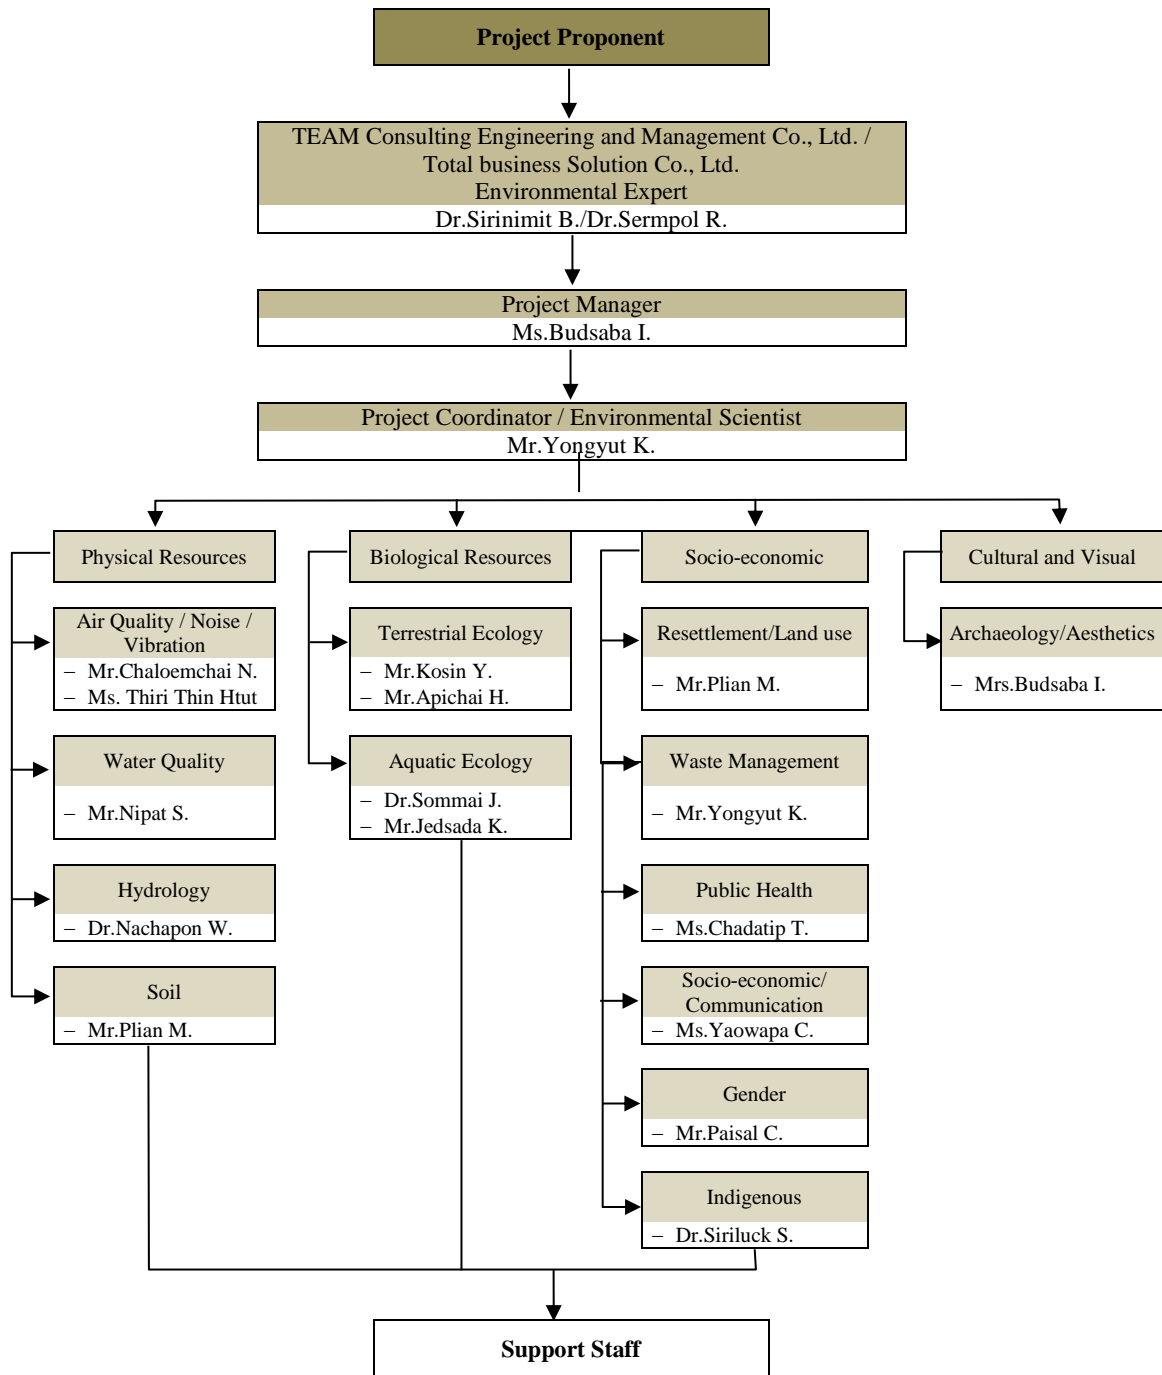 Project Proponent
TEAM Consulting Engineering and Management Co., Ltd. /
Total business Solution Co., Ltd.
Environmental Expert
Dr.Sirinimit B./Dr.Sermpol R.
Project Manager
Ms.Budsaba I.
Project Coordinator / Environmental Scientist
Mr.Yongyut K.
Physical Resources
Air Quality / Noise /
Vibration
– Mr.Chaloemchai N.
– Ms. Thiri Thin Htut
Water Quality
– Mr.Nipat S.
Hydrology
– Dr.Nachapon W.
Soil
– Mr.Plian M.
Biological Resources
Terrestrial Ecology
– Mr.Kosin Y.
– Mr.Apichai H.
Aquatic Ecology
– Dr.Sommai J.
– Mr.Jedsada K.
Socio-economic
Resettlement/Land use
– Mr.Plian M.
Waste Management
– Mr.Yongyut K.
Public Health
– Ms.Chadatip T.
Socio-economic/
Communication
– Ms.Yaowapa C.
Gender
– Mr.Paisal C.
Indigenous
– Dr.Siriluck S.
Cultural and Visual
Archaeology/Aesthetics
– Mrs.Budsaba I.
Support Staff